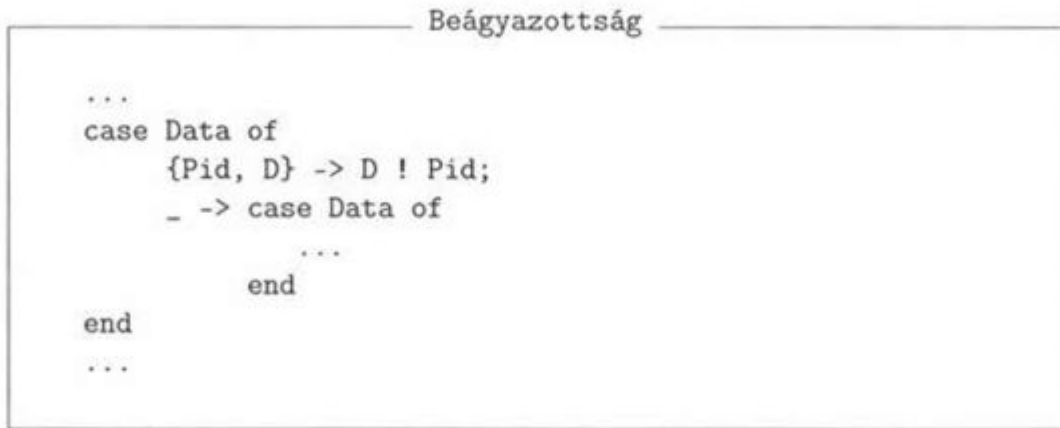 Beágyazottság
...
case Data of
{Pid, D} -> D ! Pid;
_ -> case Data of
...
end
end
...